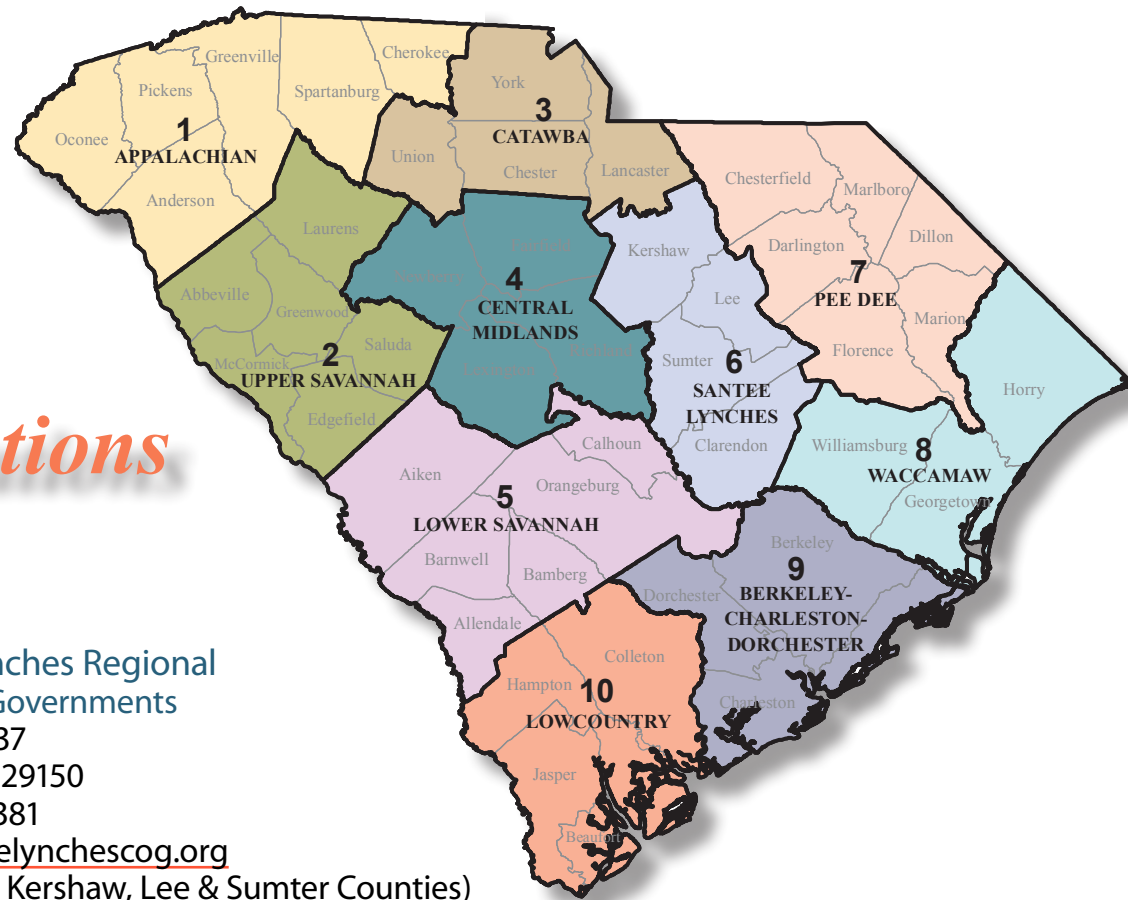 Greenville
Cherokee
Pickens
Spartanburg
York
Oconee
1
APPALACHIAN
3
CATAWBA
Union
Chester
Lancaster
Anderson
Chesterfield
Marlboro
Laurens
Dillon
Kershaw
Darlington
Fairfield
Newberry
4
CENTRAL
MIDLANDS
7
PEE DEE
Abbeville
Lee
Greenwood
Marion
Saluda
Richland
Florence
McCormick
2
UPPER SAVANNAH
Lexington
Sumter
6
SANTEE
LYNCHES
Horry
Edgefield
Clarendon
Calhoun
Williamsburg
8
WACCAMAW
tions
Aiken
Orangeburg
5
LOWER SAVANNAH
Georgetown
Berkeley
Barnwell
Bamberg
9
BERKELEY-
CHARLESTON-
DORCHESTER
Dorchester
Allendale
Colleton
Hampton
10
LOWCOUNTRY
Charleston
Jasper
Beaufort
nches Regional
Governments
37
29150
381
elynchescog.org
Kershaw, Lee & Sumter Counties)